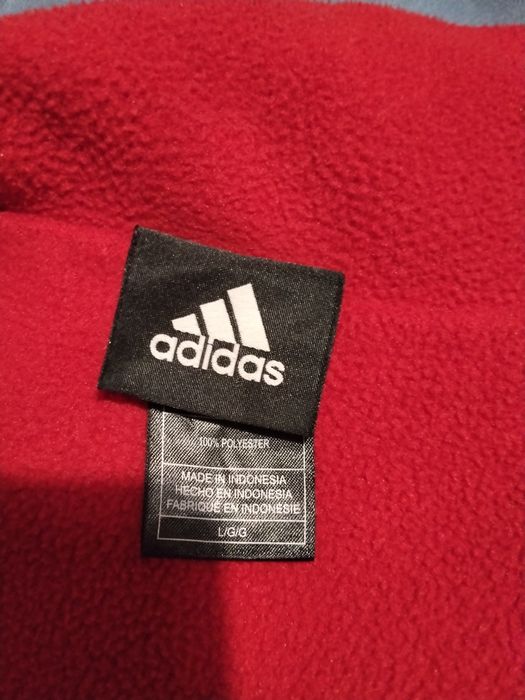 adidas
100% POLYESTER
MADE IN INDONESIA
HECHO EN INDONESIA
FABRIQUÉ EN INDONESIE
L/G/G